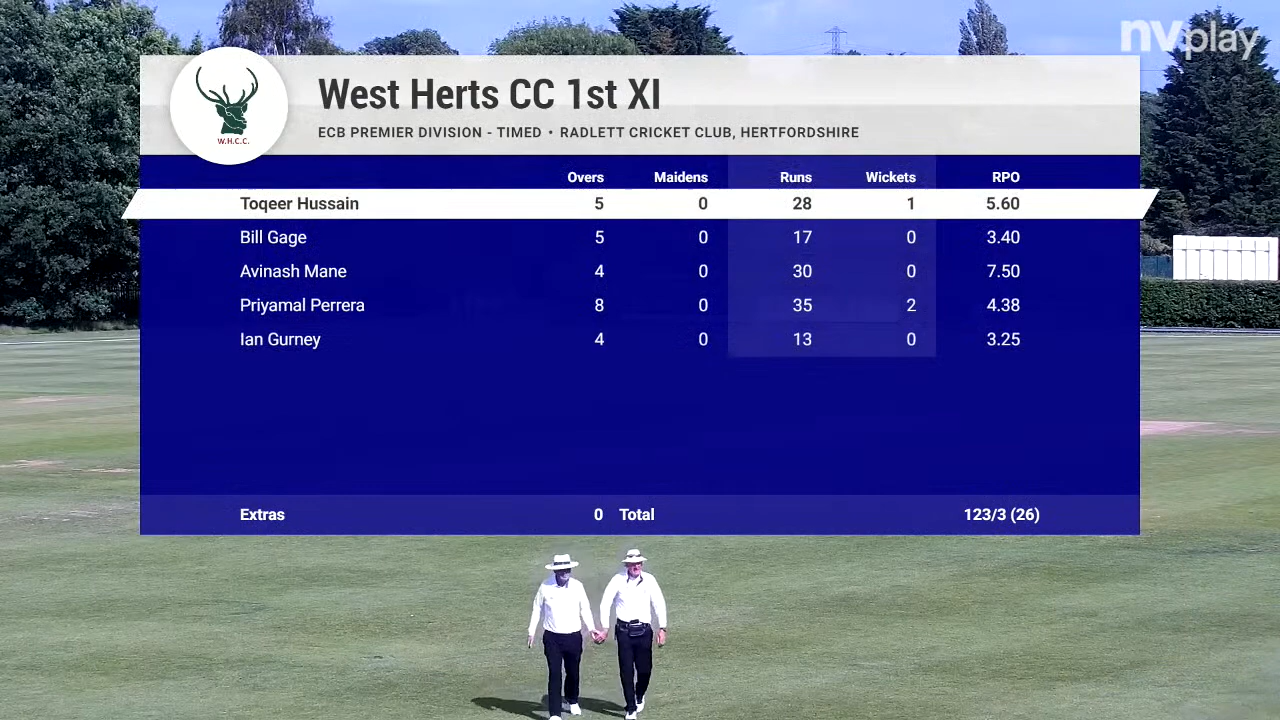 nvplay
West Herts CC 1st XI
W.H.C.C.
ECB PREMIER DIVISION - TIMED • RADLETT CRICKET CLUB, HERTFORDSHIRE
Overs Maidens Runs Wickets RPO
Toqeer Hussain 5 0 28 1 5.60
Bill Gage 5 0 17 0 3.40
Avinash Mane 4 0 30 0 7.50
Priyamal Perrera 8 0 35 2 4.38
Ian Gurney 4 0 13 0 3.25
Extras 0 Total 123/3 (26)